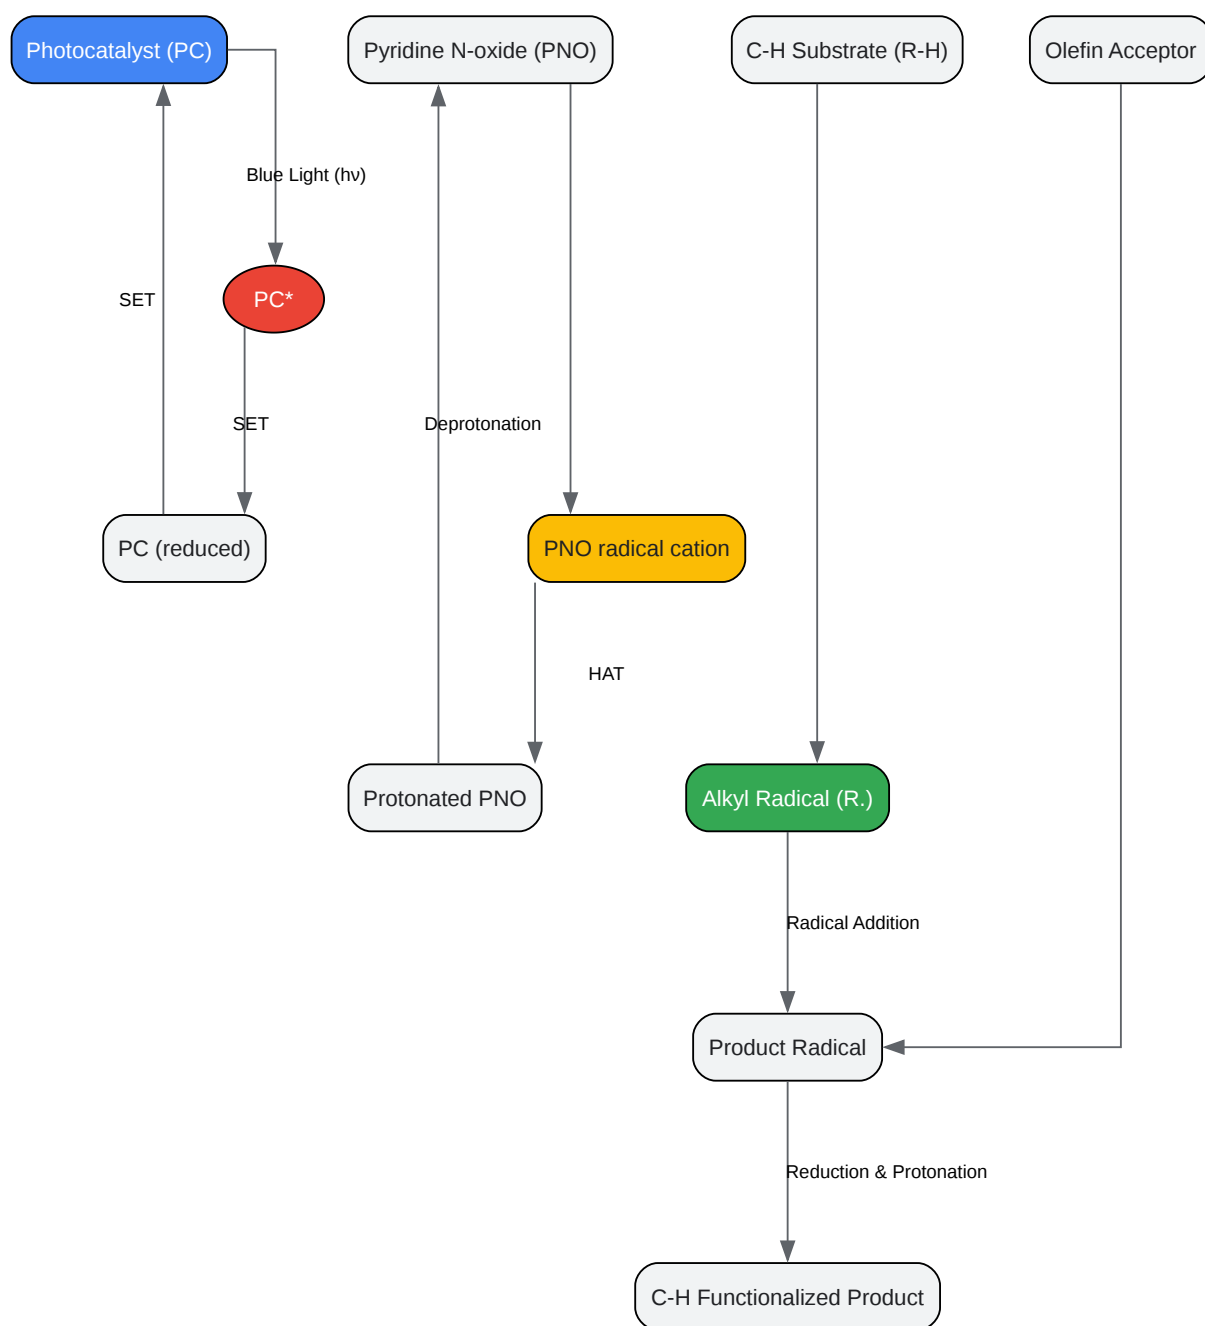 Photocatalyst (PC)
Pyridine N-oxide (PNO)
C-H Substrate (R-H)
Olefin Acceptor
Blue Light (hν)
SET
PC*
SET
Deprotonation
PC (reduced)
PNO radical cation
HAT
Protonated PNO
Alkyl Radical (R.)
Radical Addition
Product Radical
Reduction & Protonation
C-H Functionalized Product